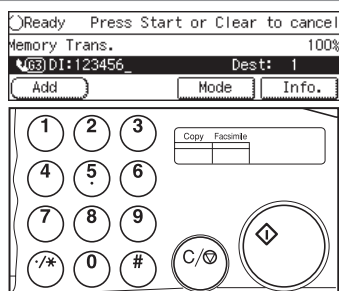 Ready Press Start or Clear to cancel
Memory Trans. 100%
G3 DI:123456_ Dest: 1
Add Mode Info.
1 2 3
Copy Facsimile
4 5 6
7 8 9
·/* 0 # C/